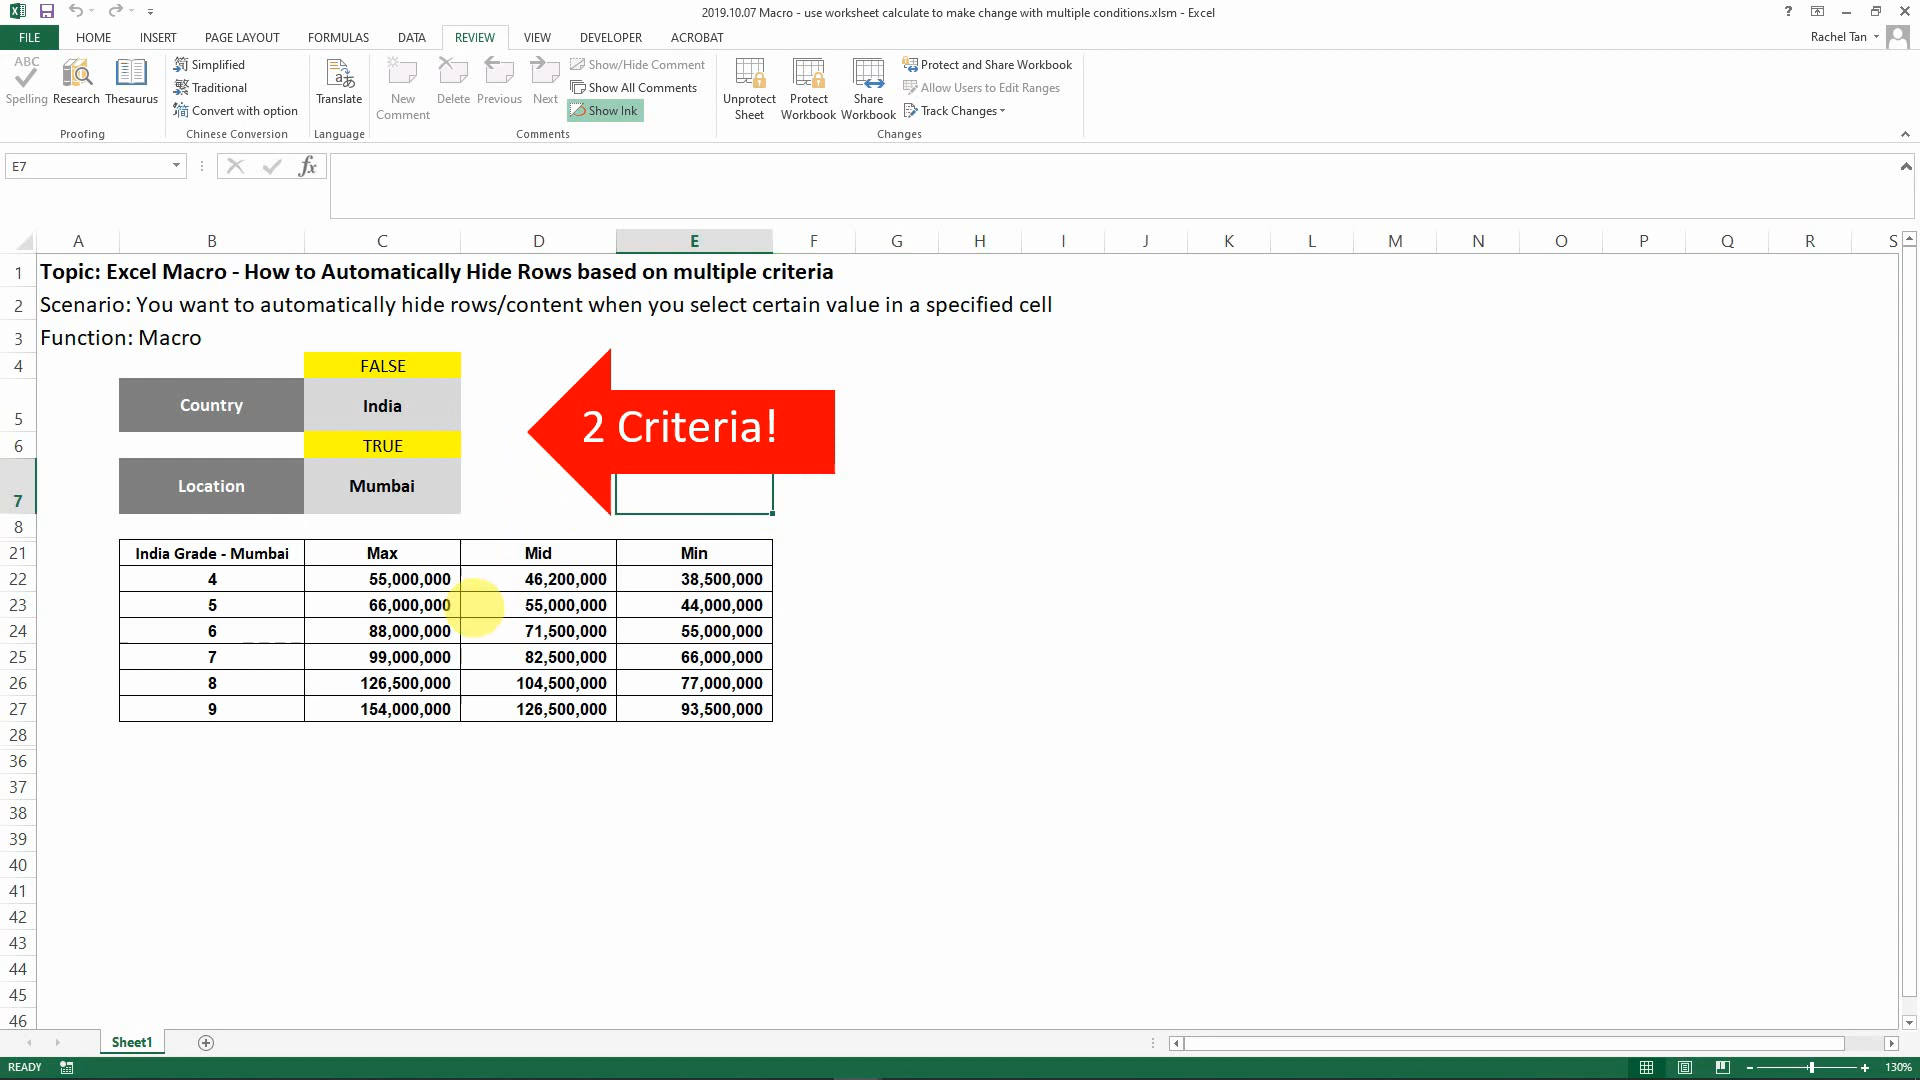 2019.10.07 Macro - use worksheet calculate to make change with multiple conditions.xlsm - Excel
?
FILE HOME INSERT PAGE LAYOUT FORMULAS DATA REVIEW VIEW DEVELOPER ACROBAT Rachel Tan
ABC Simplified Show/Hide Comment Protect and Share Workbook
Traditional Show All Comments Allow Users to Edit Ranges
Spelling Research Thesaurus Convert with option Translate New Comment Delete Previous Next Show Ink Unprotect Sheet Protect Workbook Share Workbook Track Changes
Proofing Chinese Conversion Language Comments Changes
E7 fx
A B C D E F G H I J K L M N O P Q R S
1 Topic: Excel Macro - How to Automatically Hide Rows based on multiple criteria
2 Scenario: You want to automatically hide rows/content when you select certain value in a specified cell
3 Function: Macro
4 FALSE
5 Country India
2 Criteria!
6 TRUE
7 Location Mumbai
8
21 India Grade - Mumbai Max Mid Min
22 4 55,000,000 46,200,000 38,500,000
23 5 66,000,000 55,000,000 44,000,000
24 6 88,000,000 71,500,000 55,000,000
25 7 99,000,000 82,500,000 66,000,000
26 8 126,500,000 104,500,000 77,000,000
27 9 154,000,000 126,500,000 93,500,000
28
36
37
38
39
40
41
42
43
44
45
46
Sheet1
READY 130%